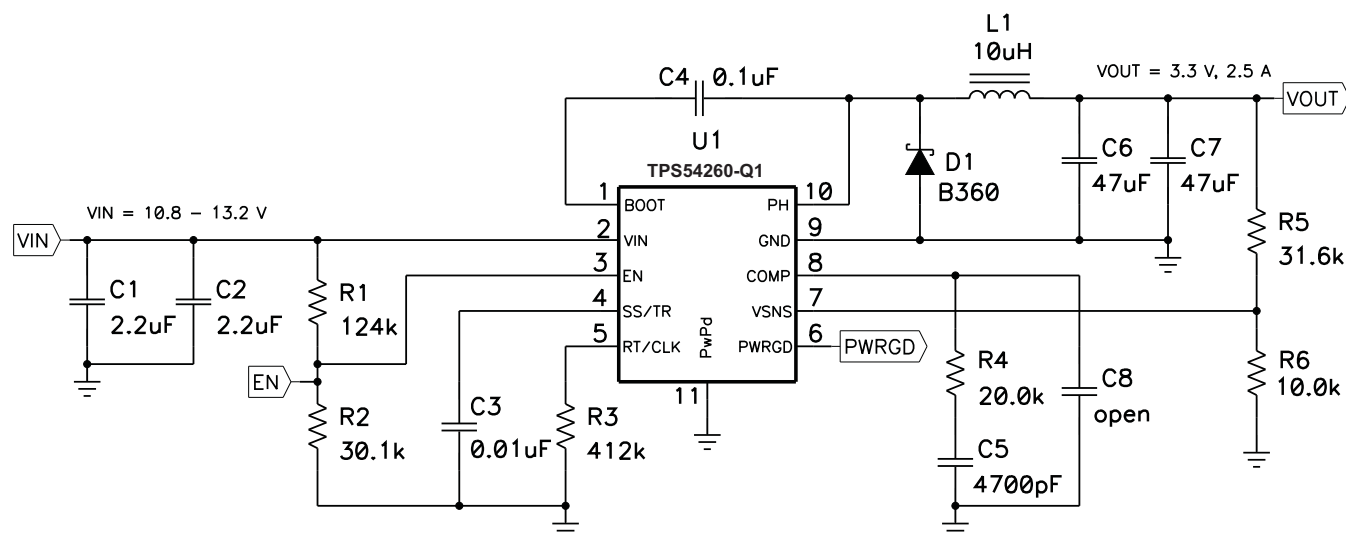 L1
10uH
VOUT = 3.3 V, 2.5 A
C4 0.1uF
VOUT
U1
TPS54260-Q1
C6
47uF
C7
47uF
D1
B360
1
BOOT
PH
10
VIN = 10.8 - 13.2 V
VIN
2
VIN
GND
9
R5
31.6k
3
EN
COMP
8
C1
2.2uF
C2
2.2uF
R1
124k
4
SS/TR
VSNS
7
5
RT/CLK
PwPd
PWRGD
6
PWRGD
EN
11
R4
20.0k
C8
open
R6
10.0k
R2
30.1k
C3
0.01uF
R3
412k
C5
4700pF